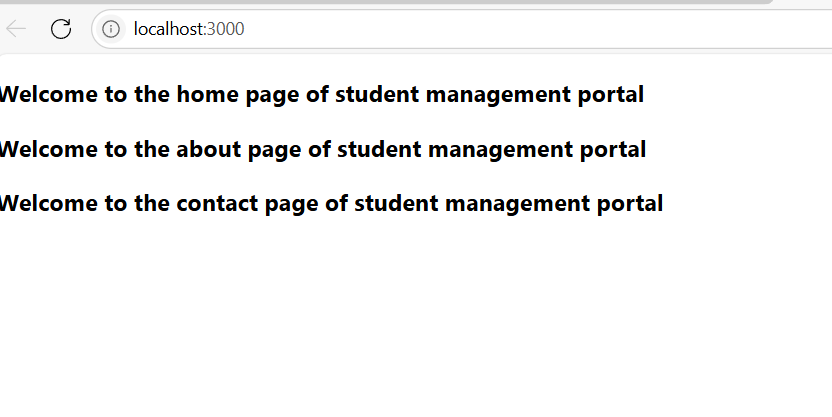 localhost:3000
Welcome to the home page of student management portal
Welcome to the about page of student management portal
Welcome to the contact page of student management portal